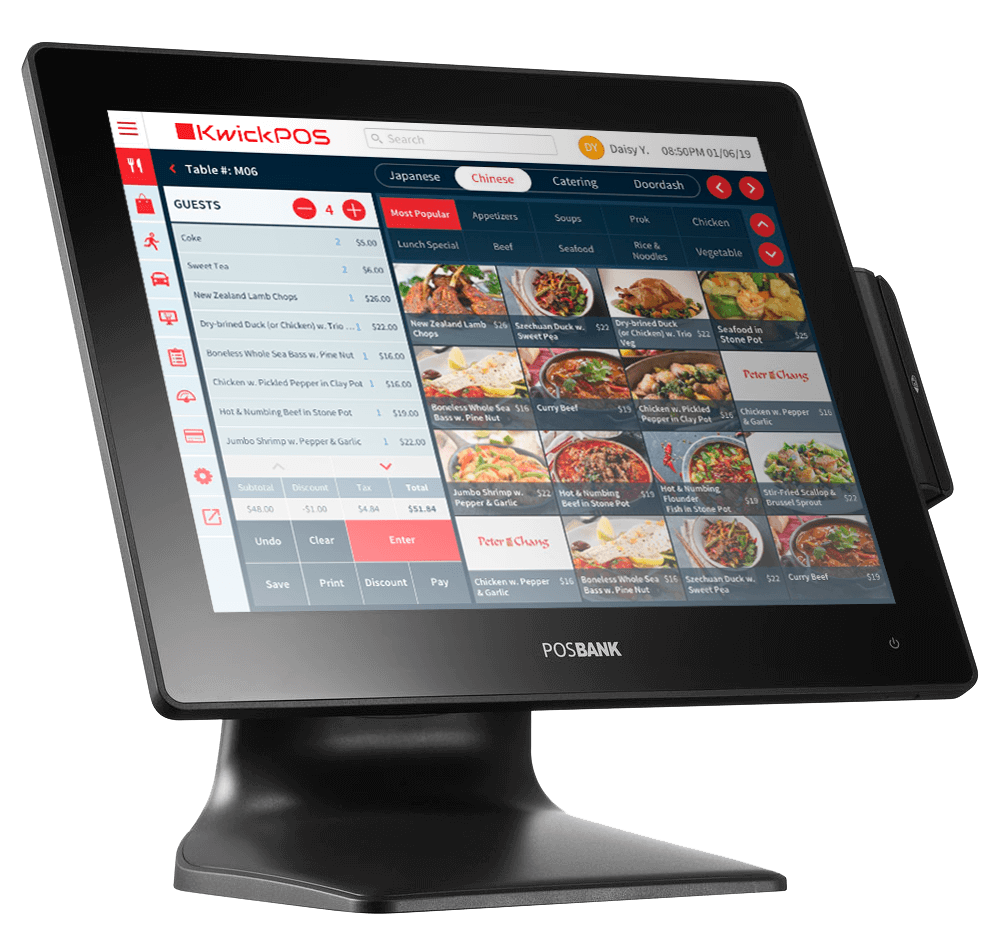 KwickPOS
Search
DY
Daisy Y.
08:50PM 01/06/19
Table #: M06
Japanese
Chinese
Catering
Doordash
GUESTS
4
Most Popular
Appetizers
Soups
Prok
Chicken
Lunch Special
Beef
Seafood
Rice &
Noodles
Vegetable
Coke 2 $5.00
Sweet Tea 2 $6.00
New Zealand Lamb Chops 1 $26.00
Dry-brined Duck (or Chicken) w. Trio ... 1 $22.00
Boneless Whole Sea Bass w. Pine Nut 1 $16.00
Chicken w. Pickled Pepper in Clay Pot 1 $16.00
Hot & Numbing Beef in Stone Pot 1 $19.00
Jumbo Shrimp w. Pepper & Garlic 1 $22.00
Subtotal Discount Tax Total
$48.00 -$1.00 $4.84 $51.84
Undo
Clear
Enter
Save
Print
Discount
Pay
New Zealand Lamb $26
Chops
Szechuan Duck w. $22
Sweet Pea
Dry-brined Duck
(or Chicken) w. Trio $22
Veg
Seafood in
Stone Pot $25
Boneless Whole Sea $16
Bass w. Pine Nut
Curry Beef $19
Chicken w. Pickled
Pepper in Clay Pot $16
Peter Chang
Chicken w. Pepper $16
& Garlic
Jumbo Shrimp w. $22
Pepper & Garlic
Hot & Numbing $19
Beef in Stone Pot
Hot & Numbing
Flounder $19
Fish in Stone Pot
Stir-Fried Scallop & $22
Brussel Sprout
Peter Chang
Chicken w. Pepper $16
& Garlic
Boneless Whole Sea $16
Bass w. Pine Nut
Szechuan Duck w. $22
Sweet Pea
Curry Beef $19
POSBANK